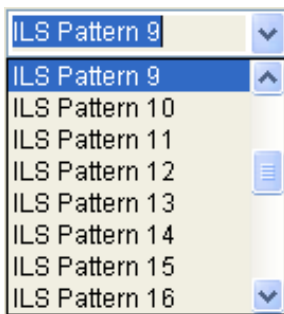 ILS Pattern 9
ILS Pattern 9
ILS Pattern 10
ILS Pattern 11
ILS Pattern 12
ILS Pattern 13
ILS Pattern 14
ILS Pattern 15
ILS Pattern 16